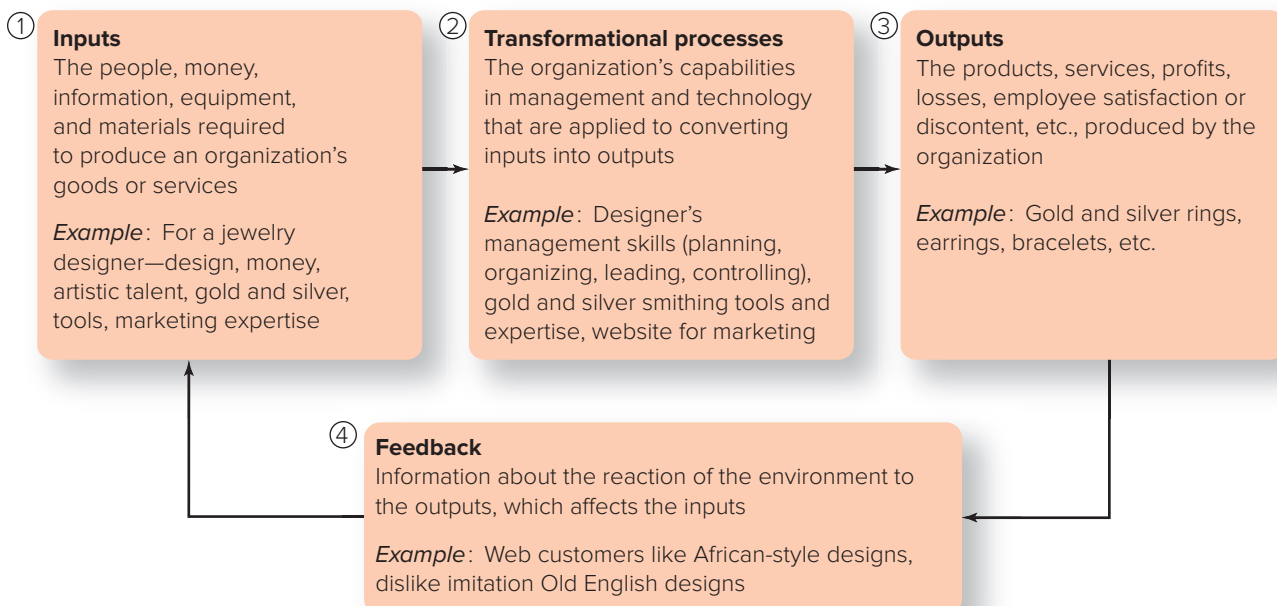 ①
Inputs
The people, money,
information, equipment,
and materials required
to produce an organization’s
goods or services
Example: For a jewelry
designer—design, money,
artistic talent, gold and silver,
tools, marketing expertise
②
Transformational processes
The organization’s capabilities
in management and technology
that are applied to converting
inputs into outputs
Example: Designer’s
management skills (planning,
organizing, leading, controlling),
gold and silver smithing tools and
expertise, website for marketing
③
Outputs
The products, services, profits,
losses, employee satisfaction or
discontent, etc., produced by the
organization
Example: Gold and silver rings,
earrings, bracelets, etc.
④
Feedback
Information about the reaction of the environment to
the outputs, which affects the inputs
Example: Web customers like African-style designs,
dislike imitation Old English designs